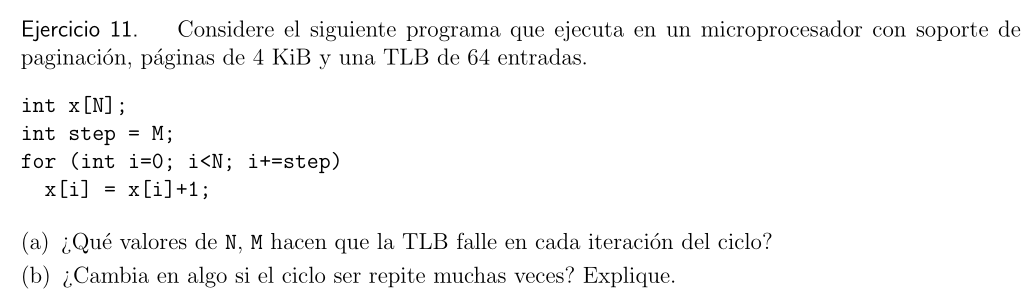 Ejercicio 11. Considere el siguiente programa que ejecuta en un microprocesador con soporte de
paginación, páginas de 4 KiB y una TLB de 64 entradas.
int x[N];
int step = M;
for (int i=0; i<N; i+=step)
  x[i] = x[i]+1;
(a) ¿Qué valores de N, M hacen que la TLB falle en cada iteración del ciclo?
(b) ¿Cambia en algo si el ciclo ser repite muchas veces? Explique.